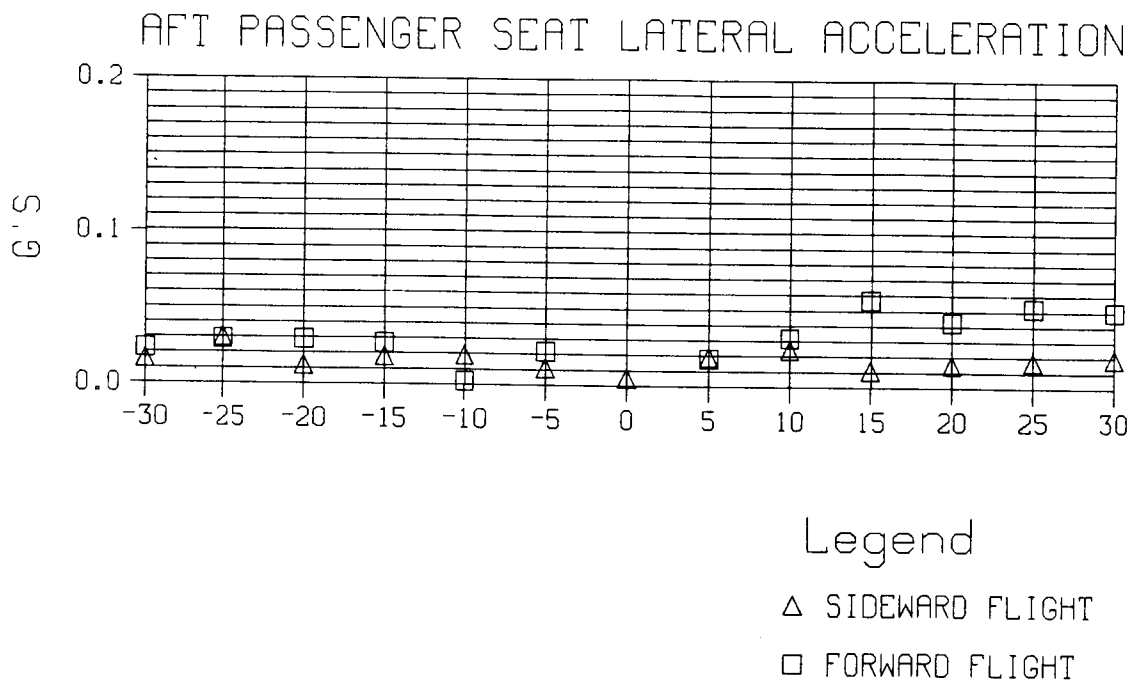 AFT PASSENGER SEAT LATERAL ACCELERATION
0.2
0.1
0.0
G'S
-30 -25 -20 -15 -10 -5 0 5 10 15 20 25 30
Legend
△ SIDEWARD FLIGHT
□ FORWARD FLIGHT